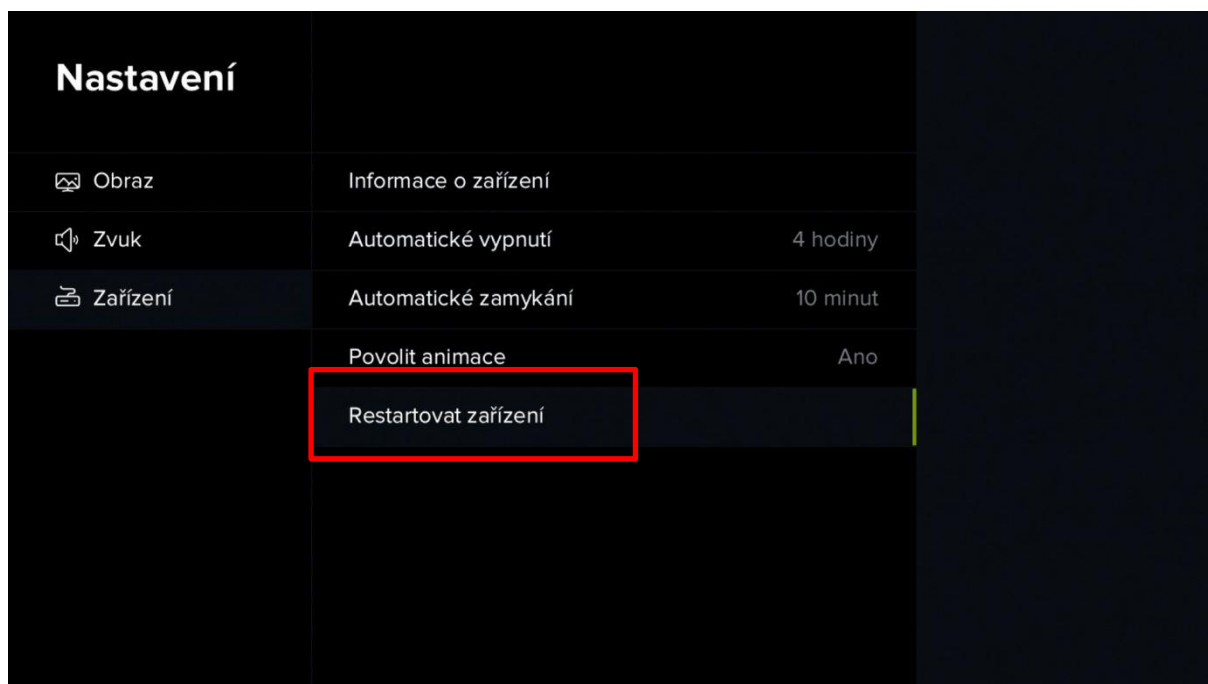 Nastavení
Obraz
Zvuk
Zařízení
Informace o zařízení
Automatické vypnutí 4 hodiny
Automatické zamykání 10 minut
Povolit animace Ano
Restartovat zařízení